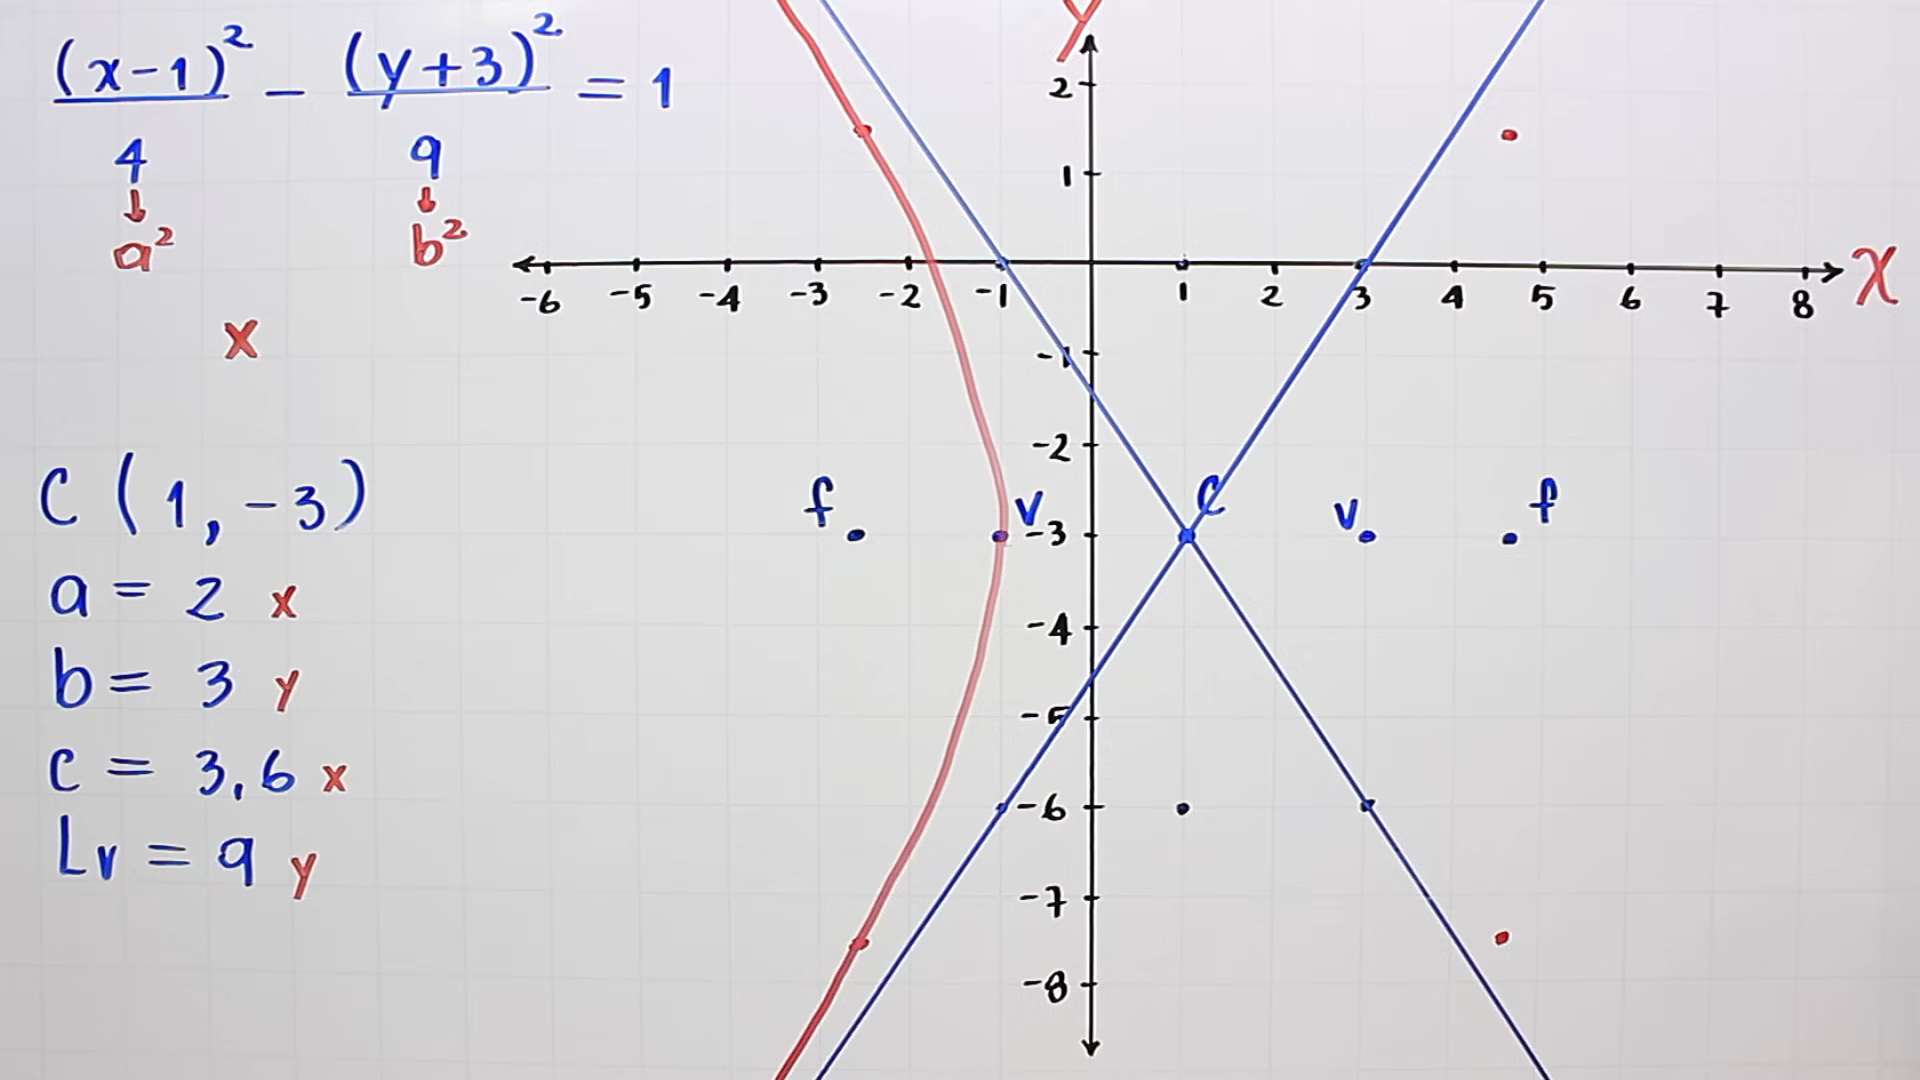 (x-1)² - (y+3)² = 1
4 9
a² b²
x
C (1, -3)
a = 2 x
b = 3 y
c = 3,6 x
Lr = 9 y
y
2
1
-6 -5 -4 -3 -2 -1 1 2 3 4 5 6 7 8 x
-1
-2
f v C v f
-3
-4
-5
-6
-7
-8